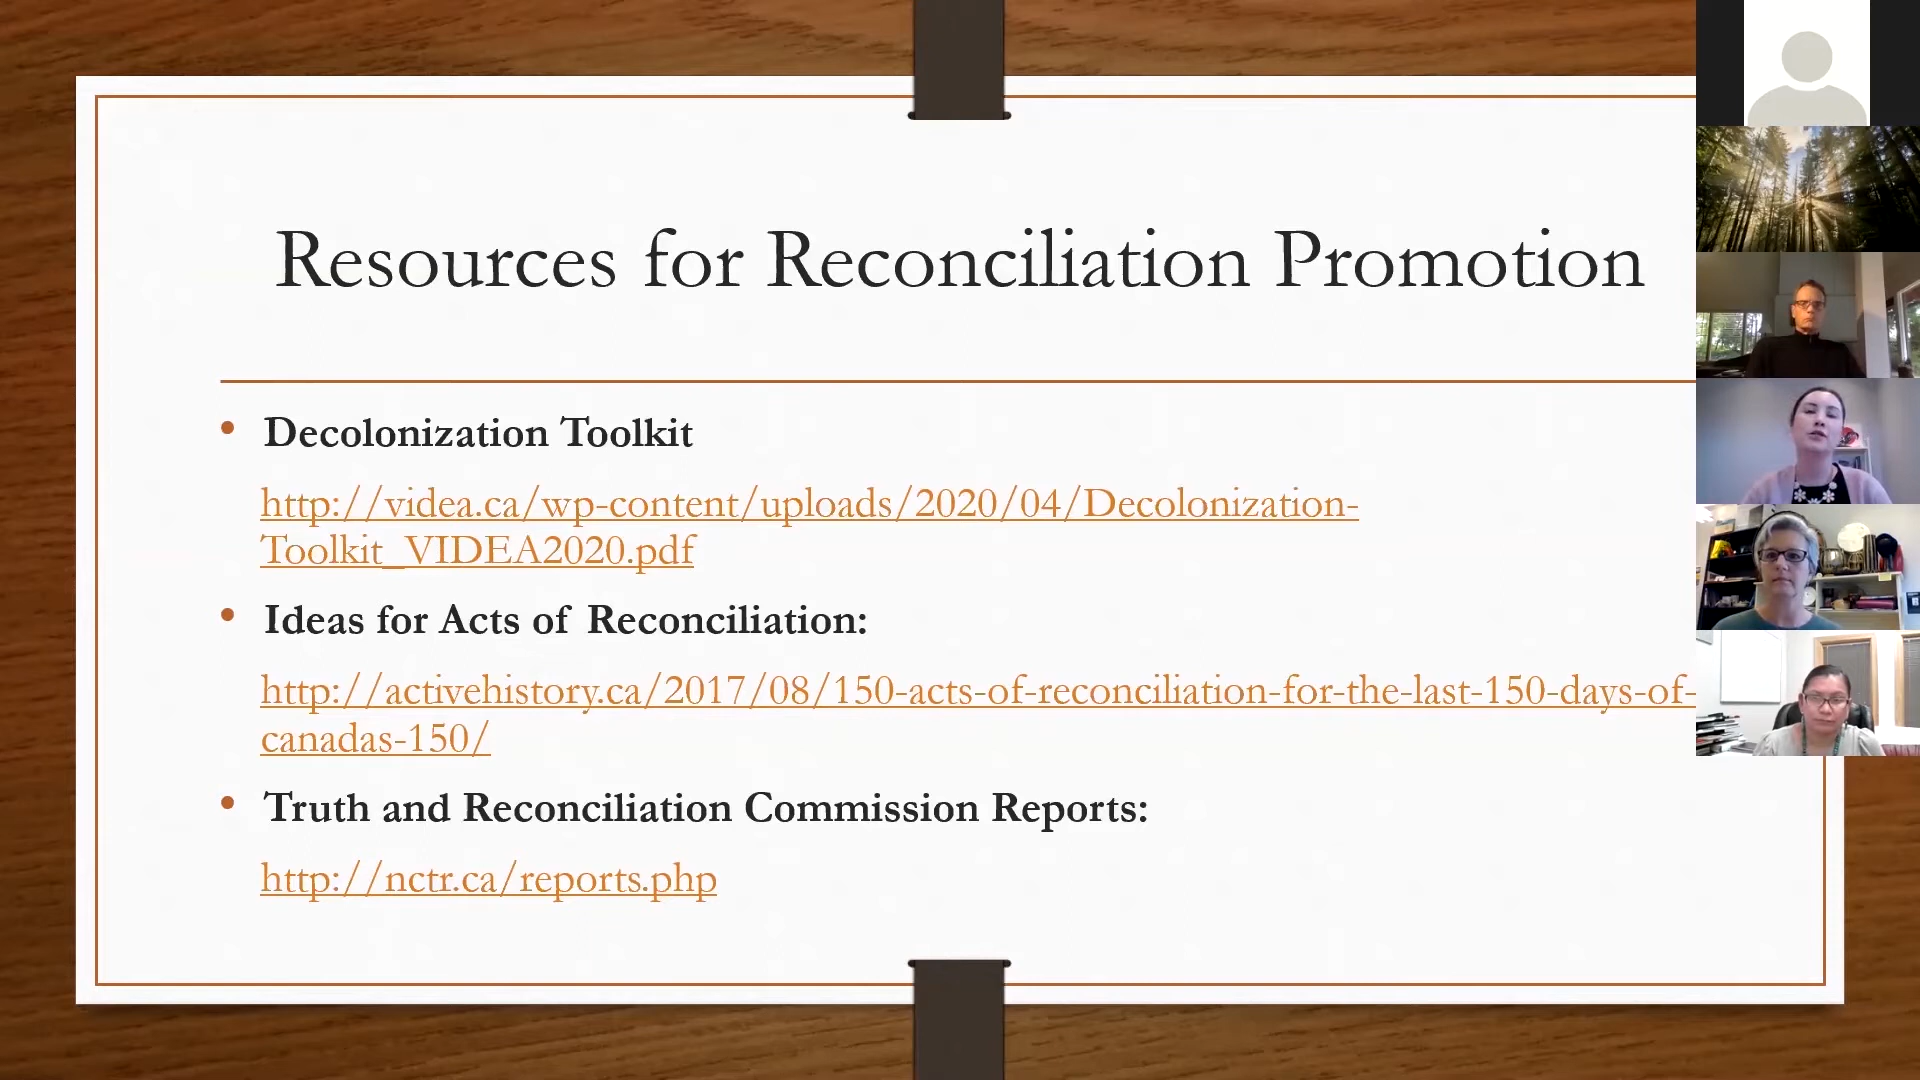 Resources for Reconciliation Promotion
• Decolonization Toolkit
http://videa.ca/wp-content/uploads/2020/04/Decolonization-
Toolkit_VIDEA2020.pdf
• Ideas for Acts of Reconciliation:
http://activehistory.ca/2017/08/150-acts-of-reconciliation-for-the-last-150-days-of-
canadas-150/
• Truth and Reconciliation Commission Reports:
http://nctr.ca/reports.php